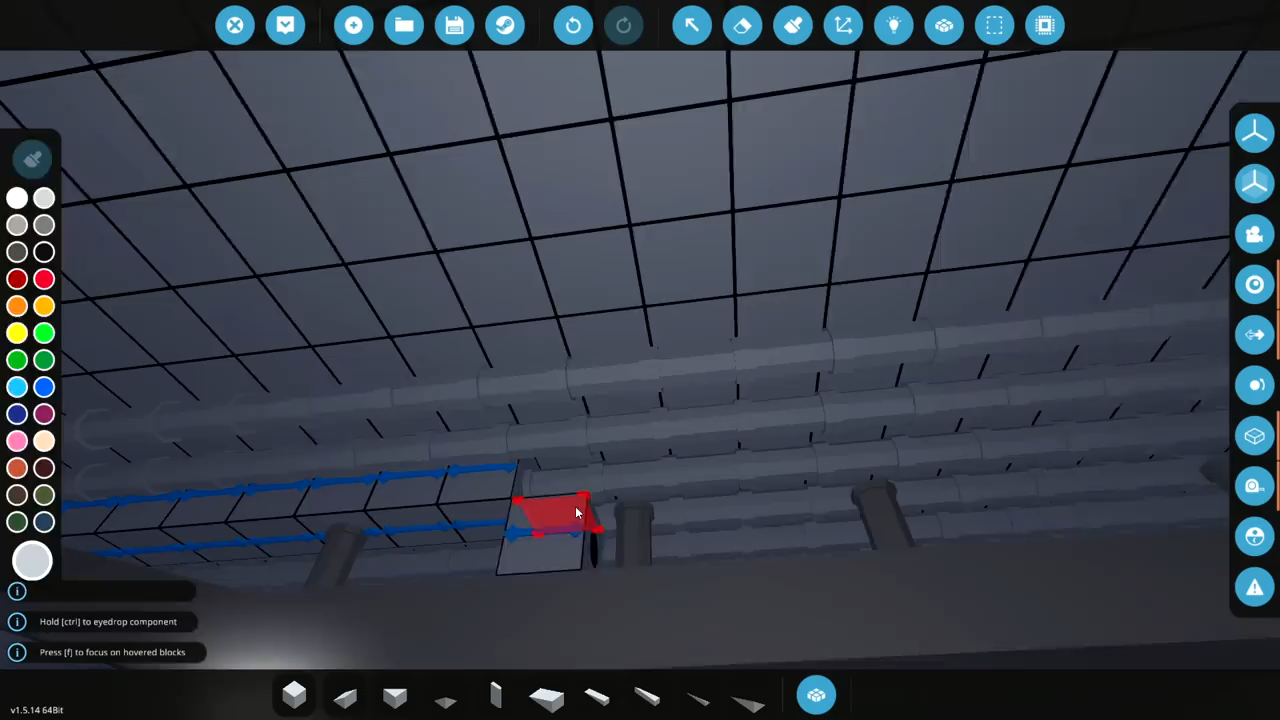 Hold [ctrl] to eyedrop component
Press [f] to focus on hovered blocks
v1.5.14 64Bit